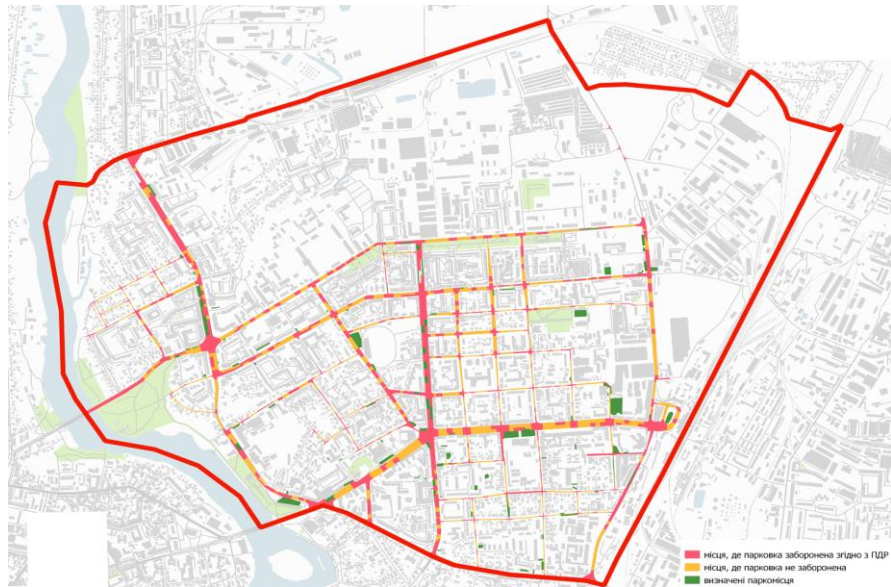 місця, де парковка заборонена згідно з ПДР
місця, де парковка не заборонена
визначені паркомісця